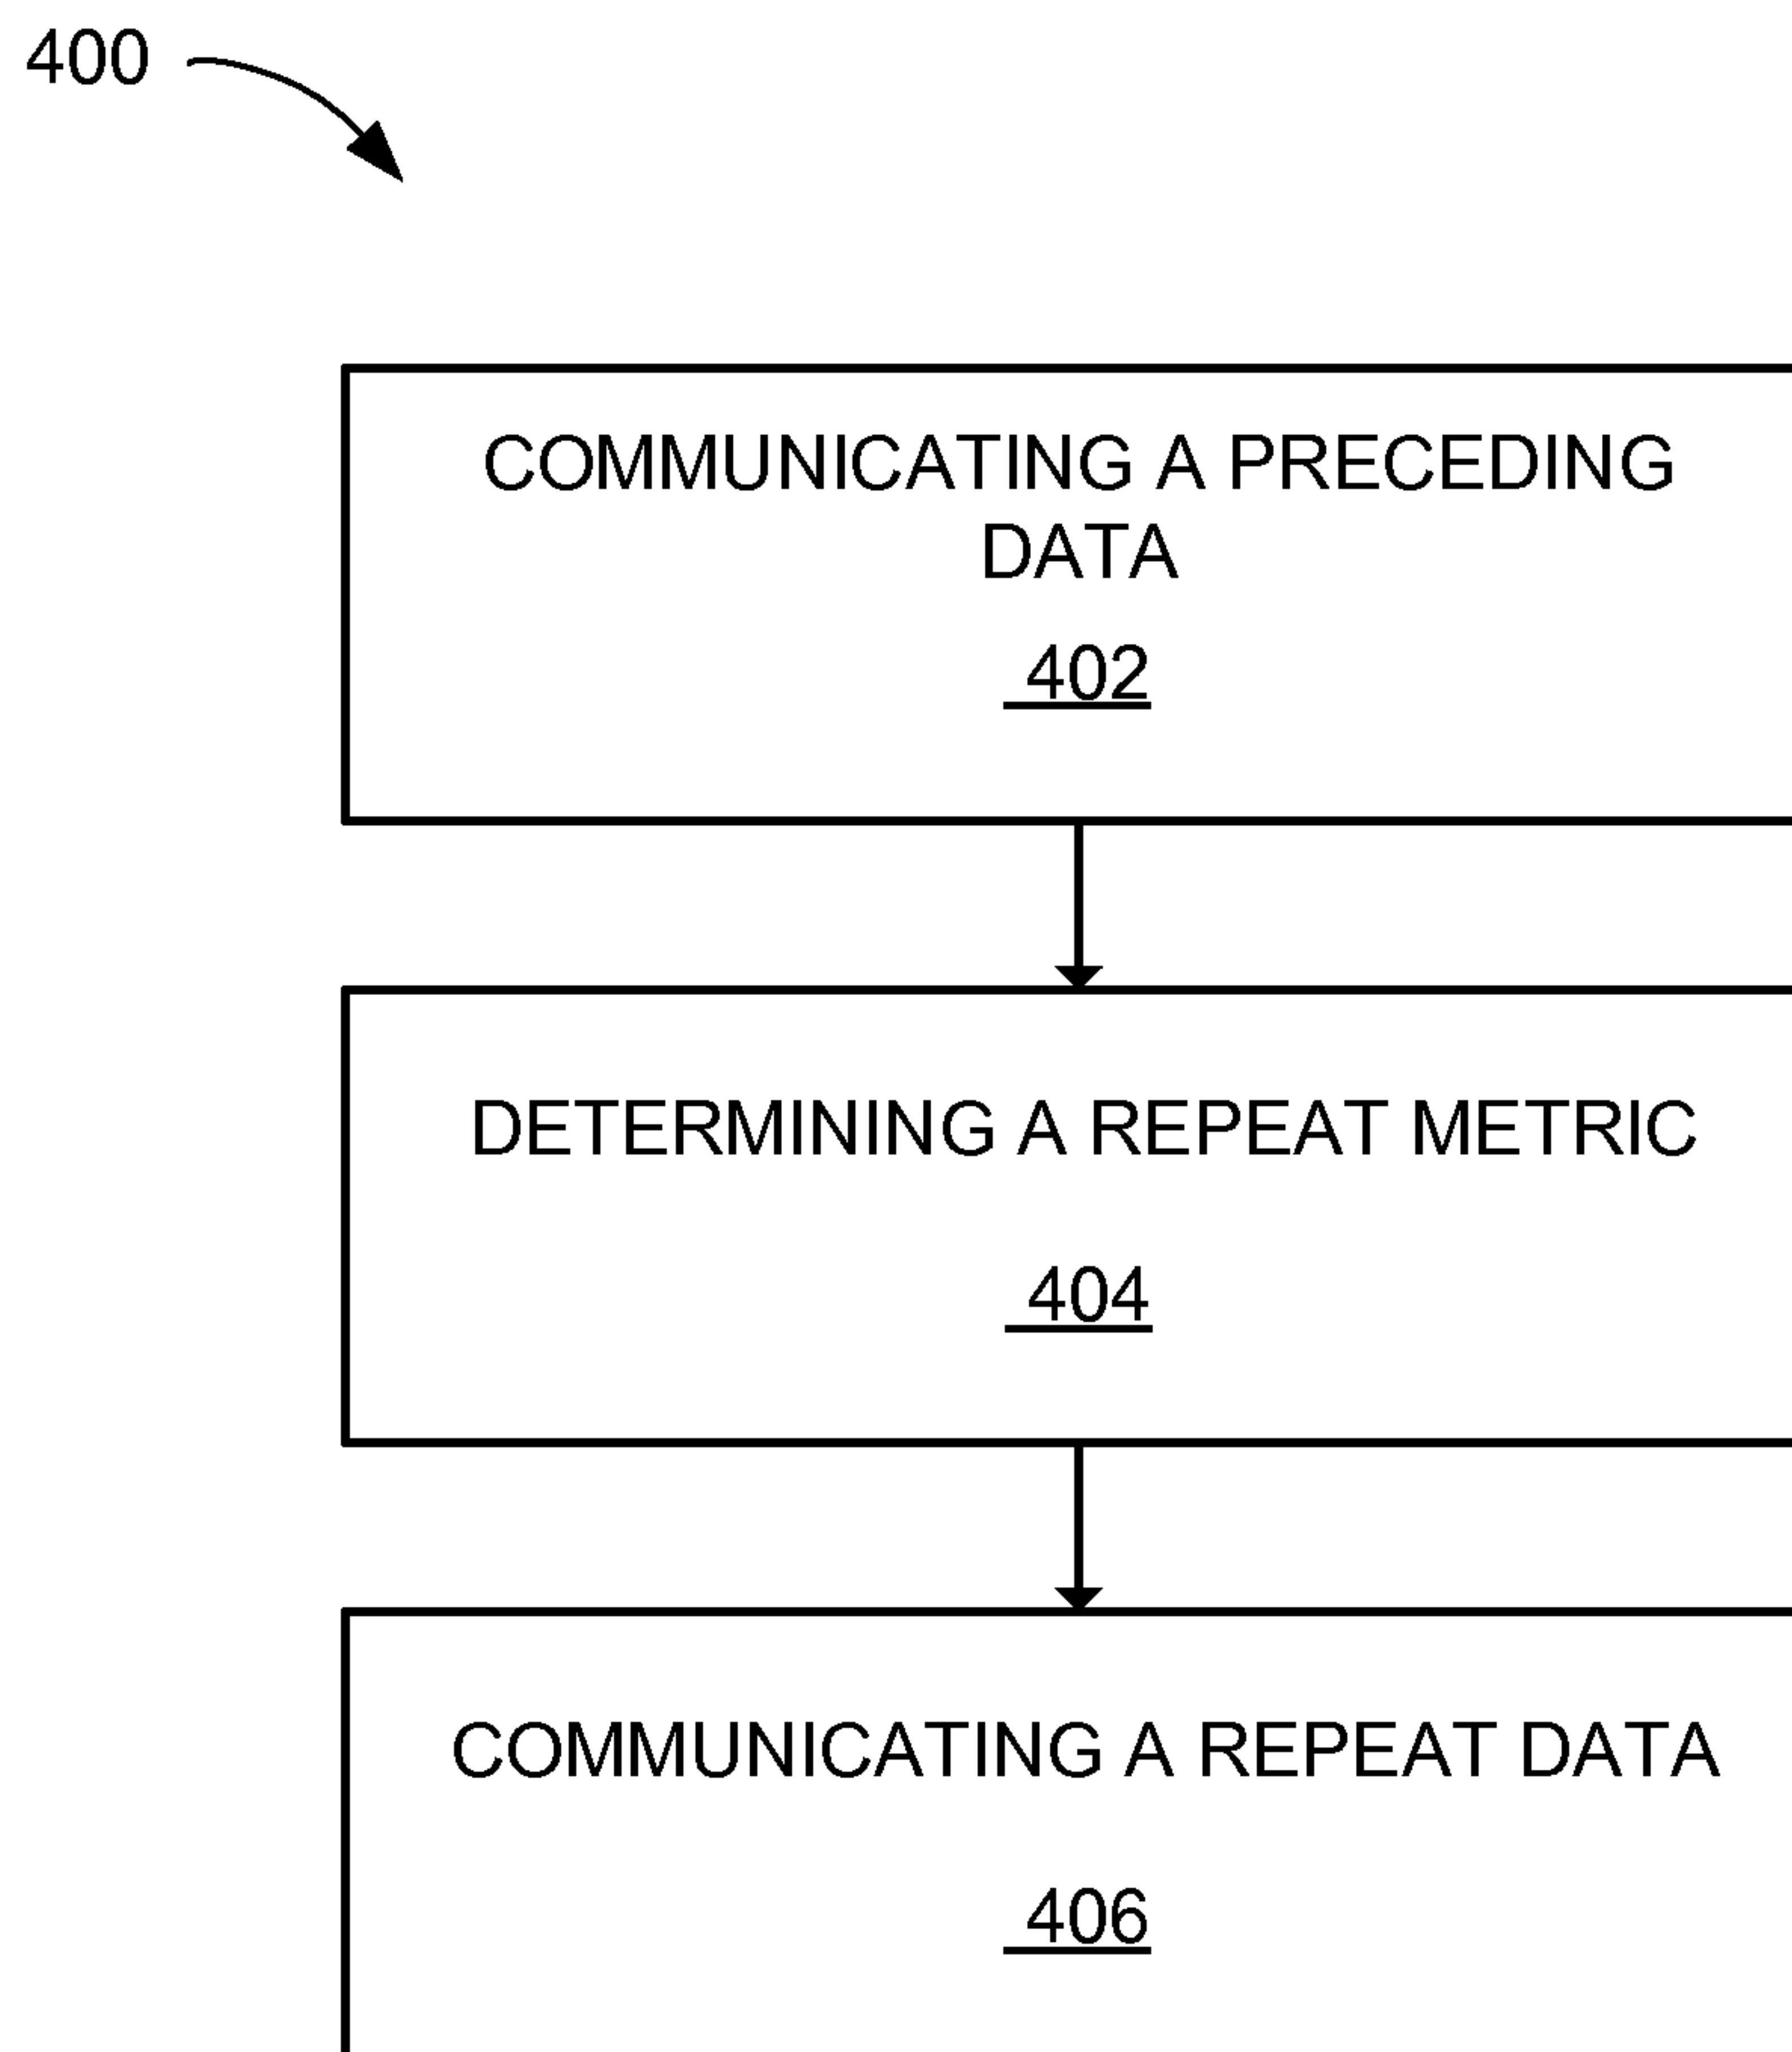 400
COMMUNICATING A PRECEDING
DATA
402
DETERMINING A REPEAT METRIC
404
COMMUNICATING A REPEAT DATA
406